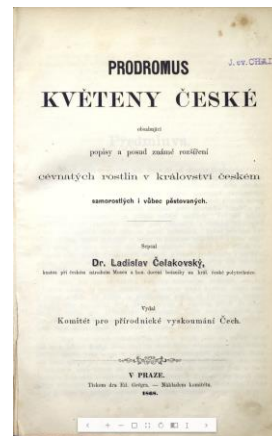 J. ev. CHAD
PRODROMUS
KVĚTENY ČESKÉ
obsahující
popisy a posud známé rozšíření
cévnatých rostlin v království českém
samorostlých i vůbec pěstovaných.
Sepsal
Dr. Ladislav Čelakovský,
kustos při českém národním Museu a hon. docent botaniky na král. české polytechnice.
Vydal
Komitét pro přírodnické vyskoumání Čech.
V PRAZE.
Tiskem dra. Ed. Grégra. — Nákladem komitétu.
1868.